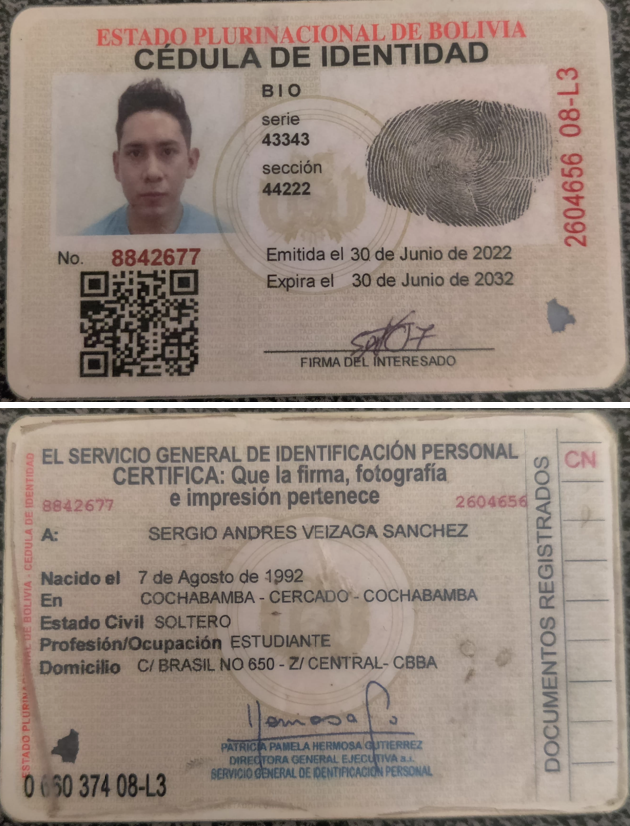 ESTADO PLURINACIONAL DE BOLIVIA
CÉDULA DE IDENTIDAD
BIO
serie
43343
sección
44222
2604656 08-L3
No. 8842677
Emitida el 30 de Junio de 2022
Expira el 30 de Junio de 2032
FIRMA DEL INTERESADO
EL SERVICIO GENERAL DE IDENTIFICACIÓN PERSONAL
CERTIFICA: Que la firma, fotografía
e impresión pertenece
8842677 2604656
A: SERGIO ANDRES VEIZAGA SANCHEZ
Nacido el 7 de Agosto de 1992
En COCHABAMBA - CERCADO - COCHABAMBA
Estado Civil SOLTERO
Profesión/Ocupación ESTUDIANTE
Domicilio C/ BRASIL NO 650 - Z/ CENTRAL- CBBA
PATRICIA PAMELA HERMOSA GUTIERREZ
DIRECTORA GENERAL EJECUTIVA a.i.
SERVICIO GENERAL DE IDENTIFICACIÓN PERSONAL
374 08-L3
ESTADO PLURINACIONAL DE BOLIVIA - CÉDULA DE IDENTIDAD
DOCUMENTOS REGISTRADOS
CN